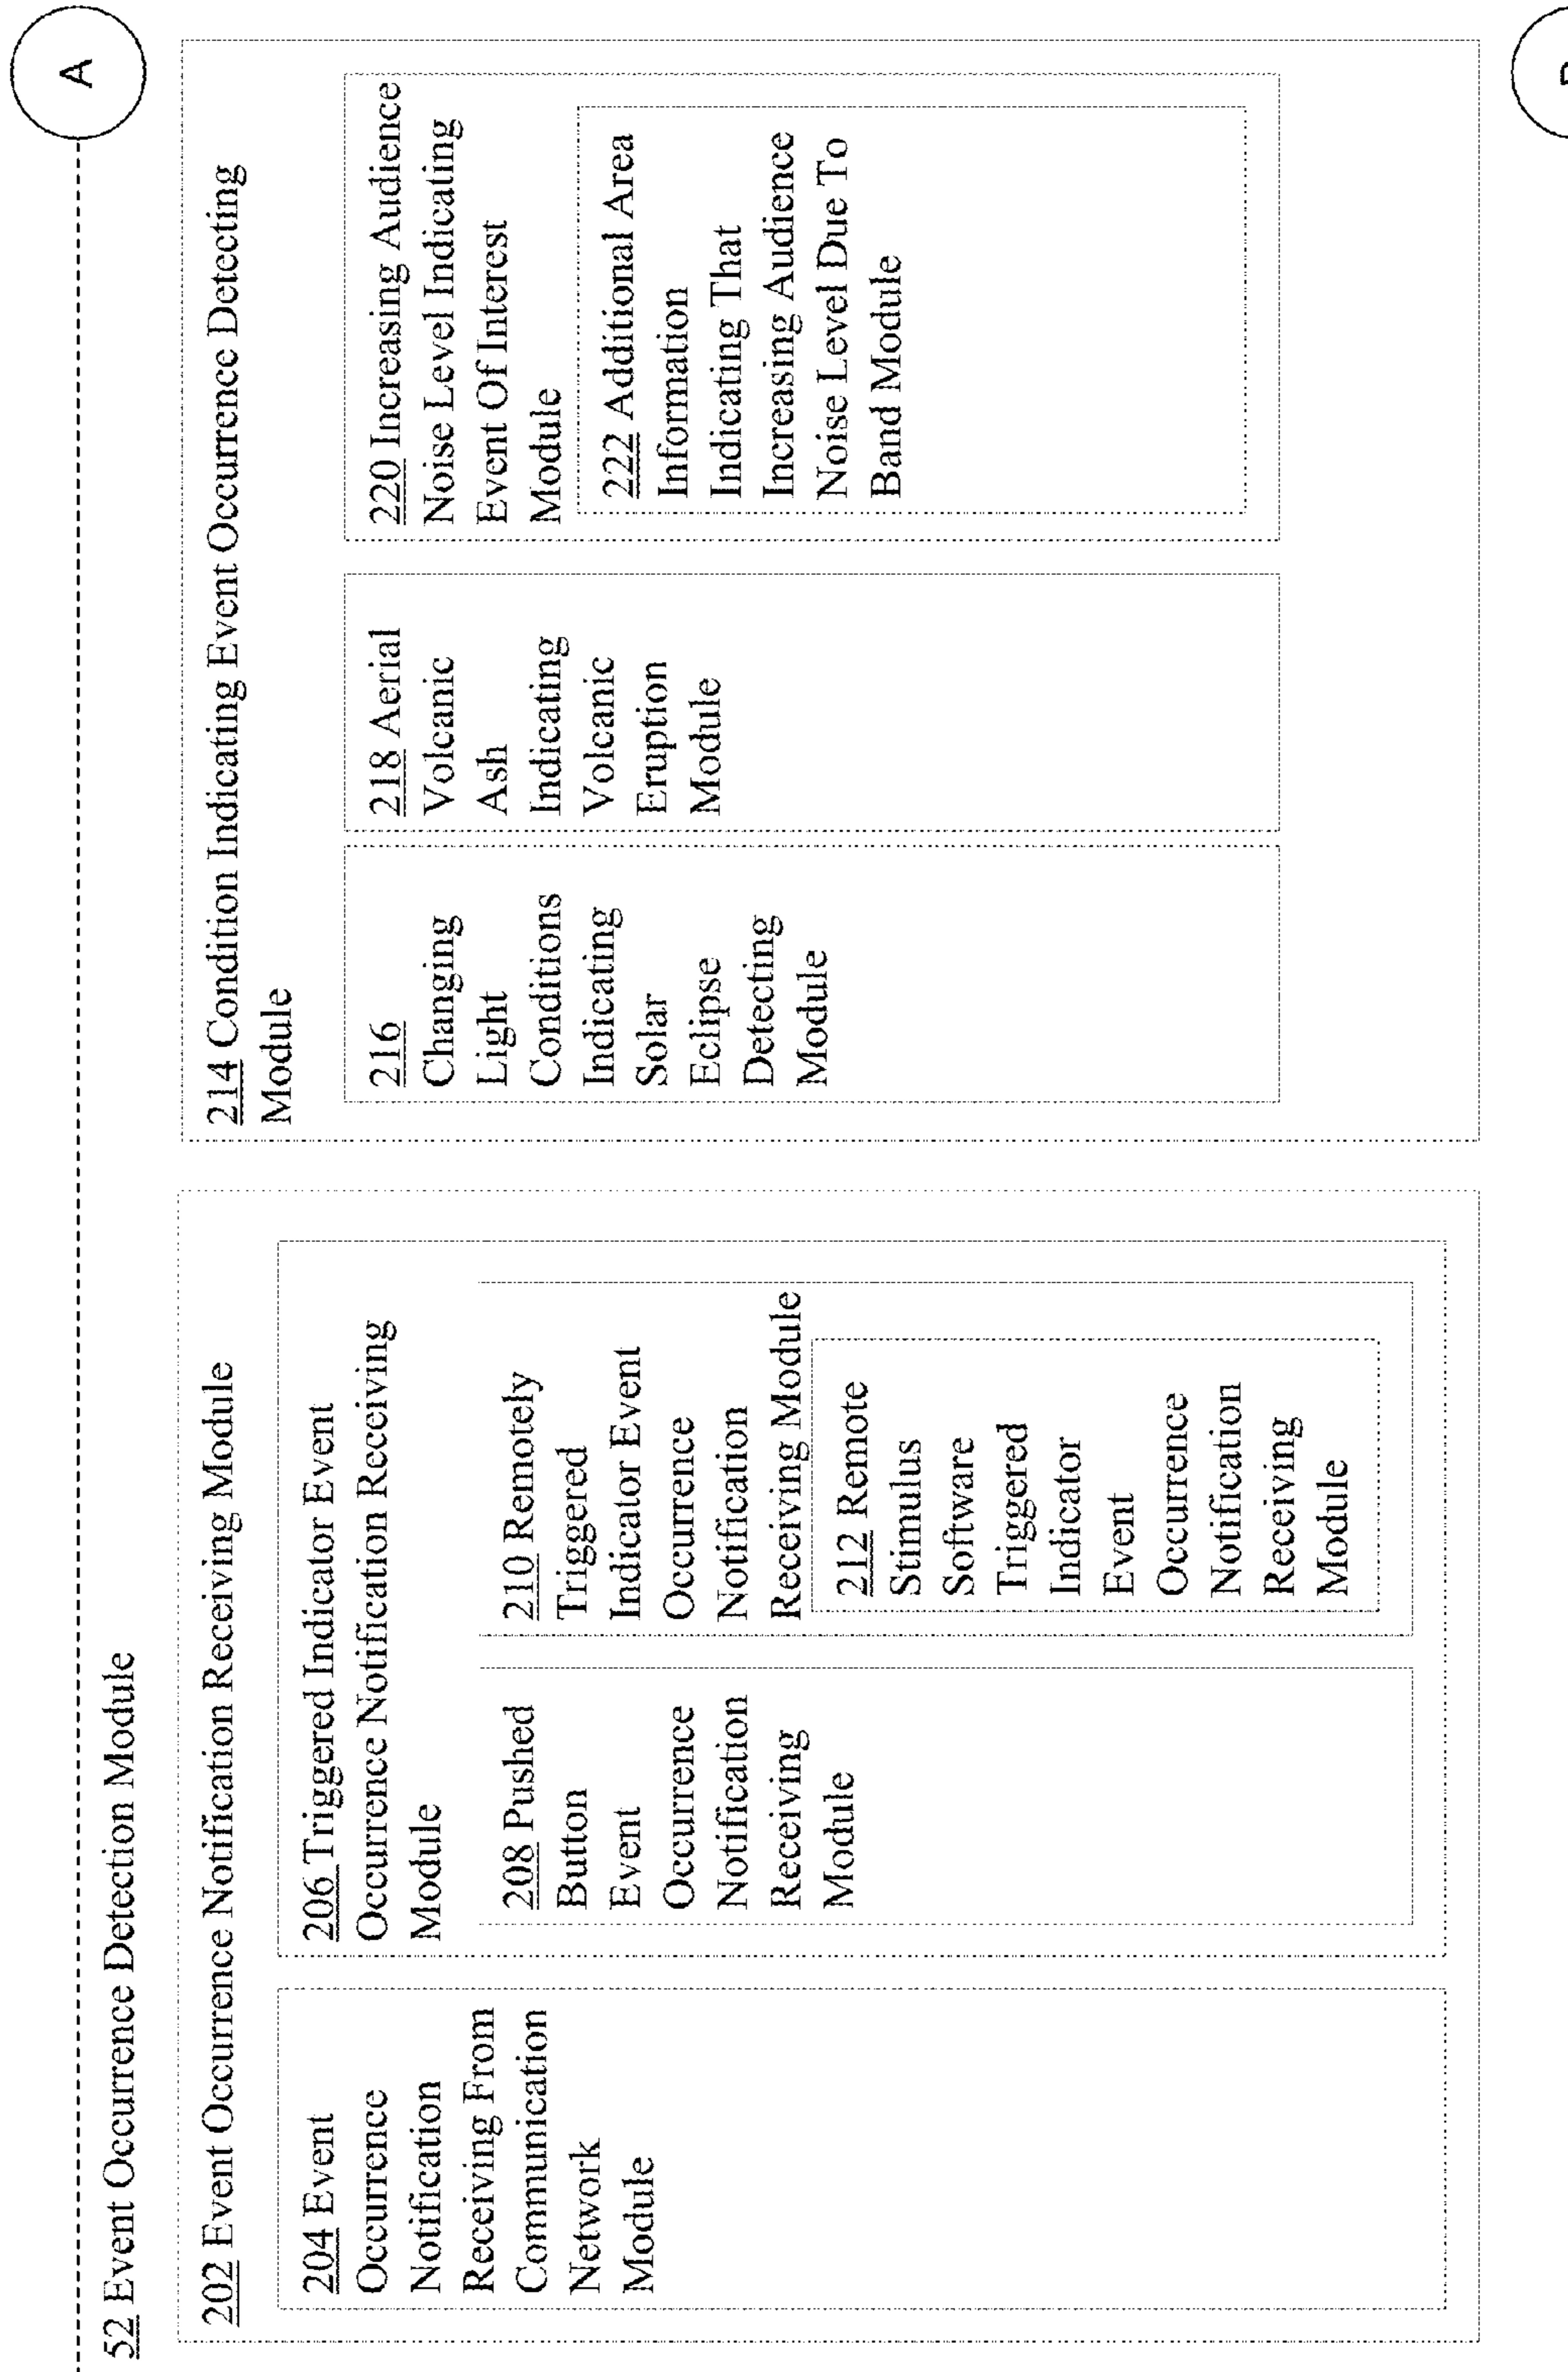 A
52 Event Occurrence Detection Module
202 Event Occurrence Notification Receiving Module
204 Event
Occurrence
Notification
Receiving From
Communication
Network
Module
206 Triggered Indicator Event
Occurrence Notification Receiving
Module
208 Pushed
Button
Event
Occurrence
Notification
Receiving
Module
210 Remotely
Triggered
Indicator Event
Occurrence
Notification
Receiving Module
212 Remote
Stimulus
Software
Triggered
Indicator
Event
Occurrence
Notification
Receiving
Module
214 Condition Indicating Event Occurrence Detecting
Module
216
Changing
Light
Conditions
Indicating
Solar
Eclipse
Detecting
Module
218 Aerial
Volcanic
Ash
Indicating
Volcanic
Eruption
Module
220 Increasing Audience
Noise Level Indicating
Event Of Interest
Module
222 Additional Area
Information
Indicating That
Increasing Audience
Noise Level Due To
Band Module